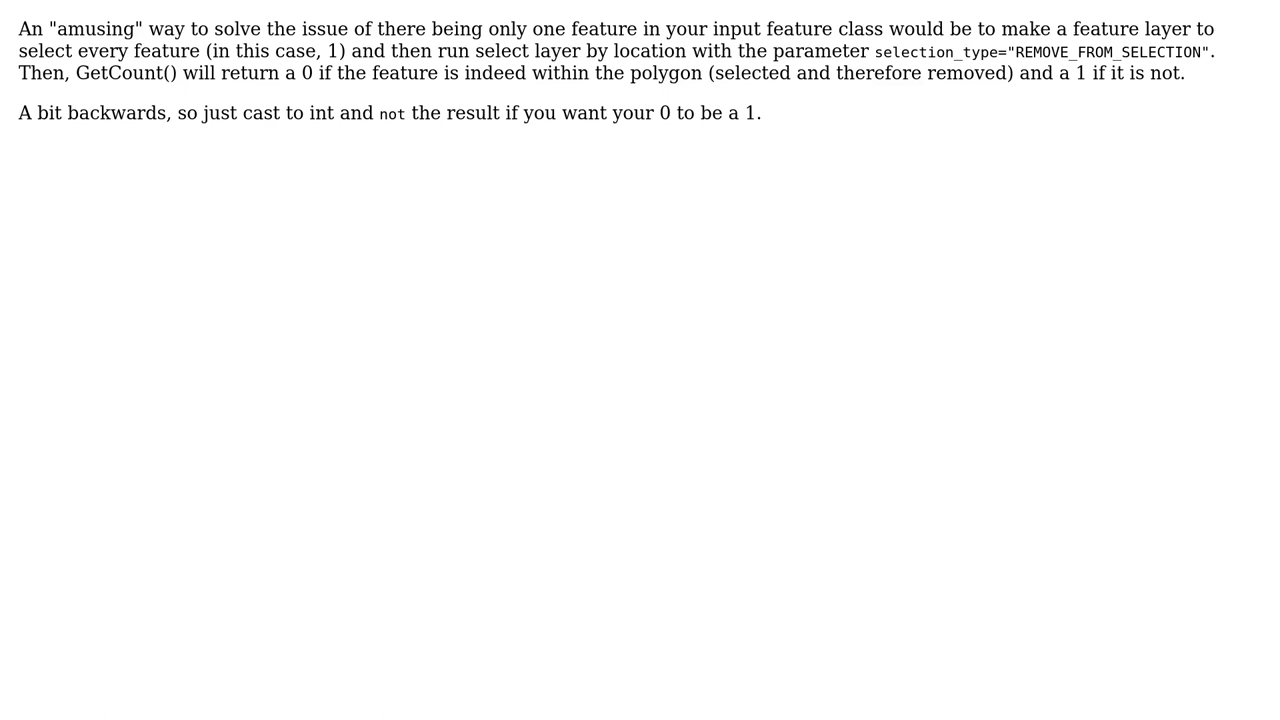 An "amusing" way to solve the issue of there being only one feature in your input feature class would be to make a feature layer to
select every feature (in this case, 1) and then run select layer by location with the parameter selection_type="REMOVE_FROM_SELECTION".
Then, GetCount() will return a 0 if the feature is indeed within the polygon (selected and therefore removed) and a 1 if it is not.
A bit backwards, so just cast to int and not the result if you want your 0 to be a 1.